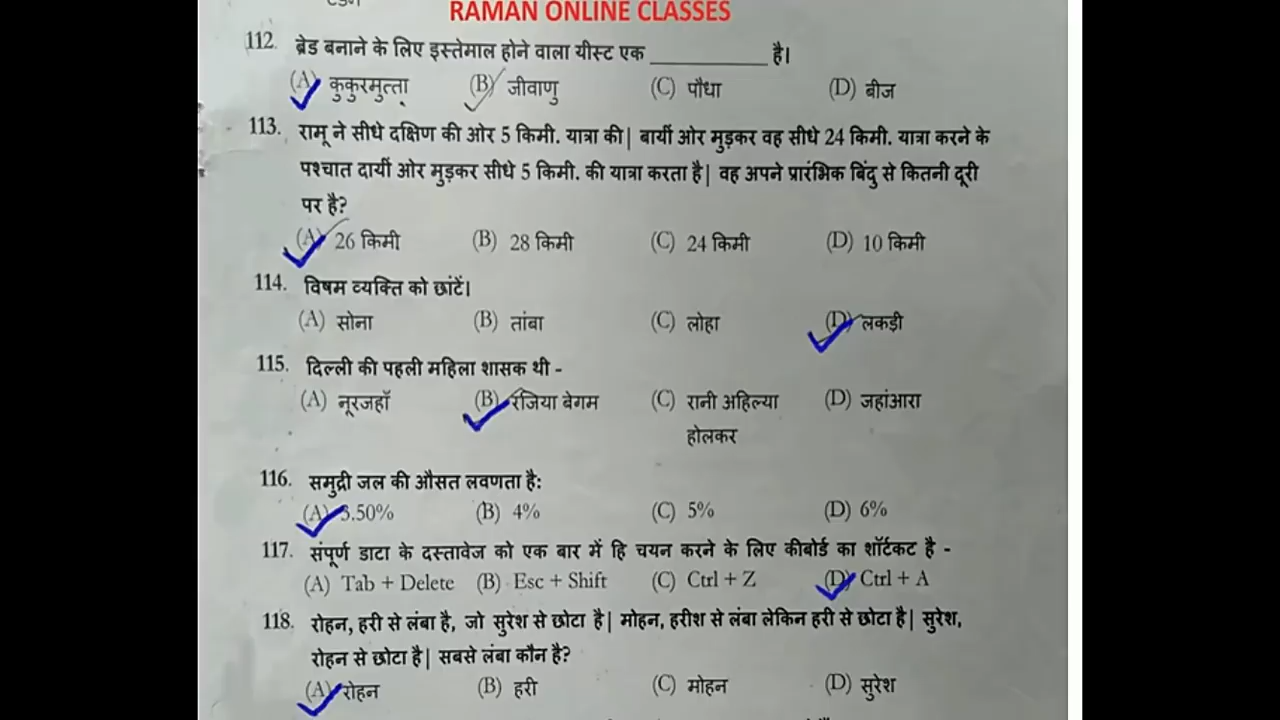 RAMAN ONLINE CLASSES
112. ब्रेड बनाने के लिए इस्तेमाल होने वाला यीस्ट एक __________ है।
(A) कुकुरमुत्ता (B) जीवाणु (C) पौधा (D) बीज
113. रामू ने सीधे दक्षिण की ओर 5 किमी. यात्रा की| बायीं ओर मुड़कर वह सीधे 24 किमी. यात्रा करने के
पश्चात दायीं ओर मुड़कर सीधे 5 किमी. की यात्रा करता है| वह अपने प्रारंभिक बिंदु से कितनी दूरी
पर है?
(A) 26 किमी (B) 28 किमी (C) 24 किमी (D) 10 किमी
114. विषम व्यक्ति को छांटें।
(A) सोना (B) तांबा (C) लोहा (D) लकड़ी
115. दिल्ली की पहली महिला शासक थी -
(A) नूरजहाँ (B) रजिया बेगम (C) रानी अहिल्या (D) जहांआरा
होलकर
116. समुद्री जल की औसत लवणता है:
(A) 3.50% (B) 4% (C) 5% (D) 6%
117. संपूर्ण डाटा के दस्तावेज को एक बार में हि चयन करने के लिए कीबोर्ड का शॉर्टकट है -
(A) Tab + Delete (B) Esc + Shift (C) Ctrl + Z (D) Ctrl + A
118. रोहन, हरी से लंबा है, जो सुरेश से छोटा है| मोहन, हरीश से लंबा लेकिन हरी से छोटा है| सुरेश,
रोहन से छोटा है| सबसे लंबा कौन है?
(A) रोहन (B) हरी (C) मोहन (D) सुरेश